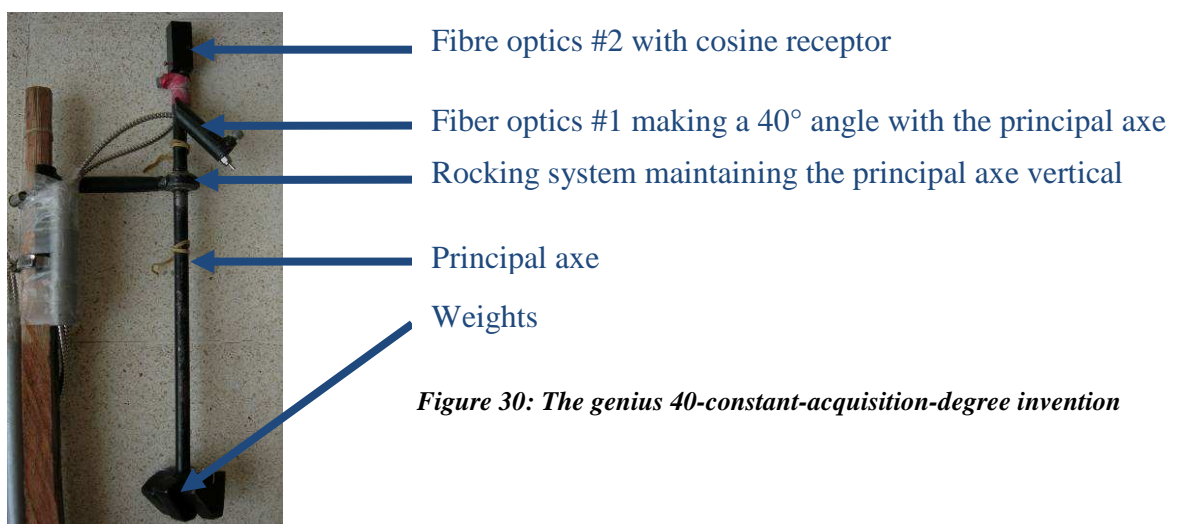 Fibre optics #2 with cosine receptor
Fiber optics #1 making a 40° angle with the principal axe
Rocking system maintaining the principal axe vertical
Principal axe
Weights
Figure 30: The genius 40-constant-acquisition-degree invention